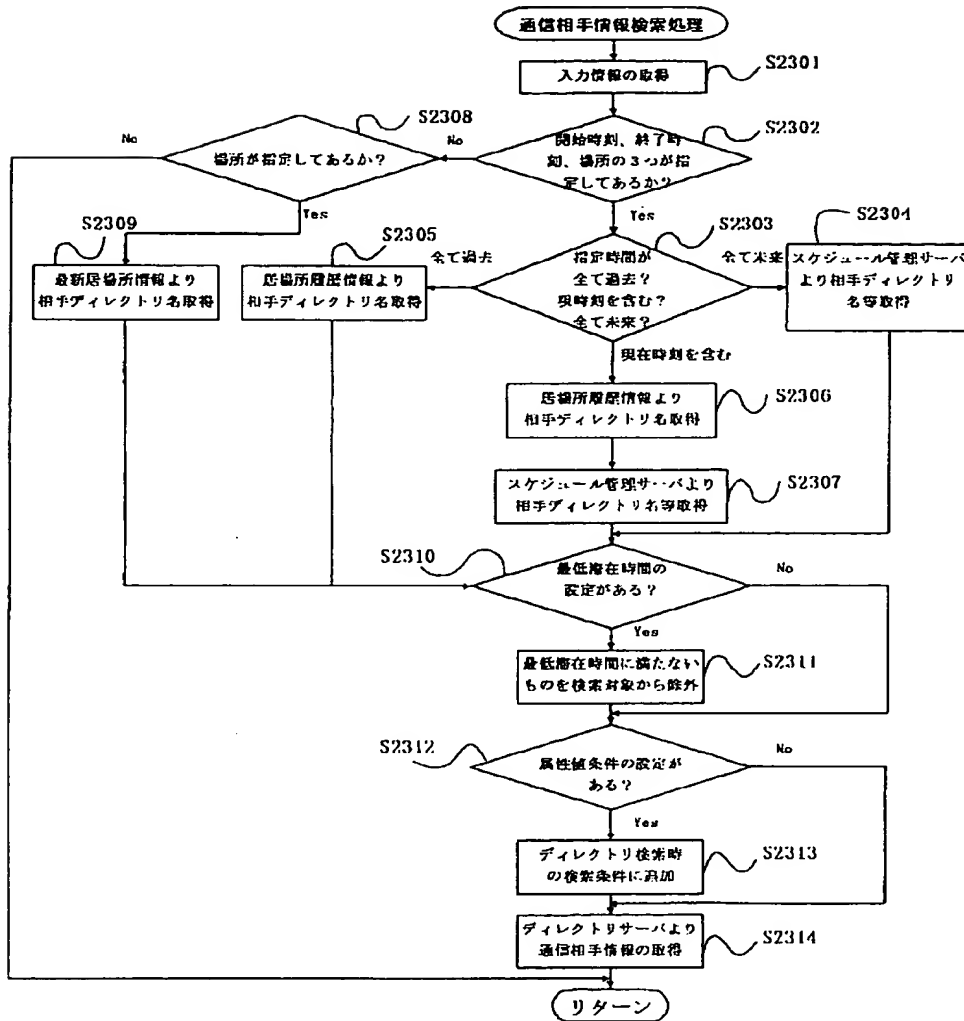 通信相手情報検索処理
S2301
入力情報の取得
S2308
S2302
No
No
場所が指定してあるか？
開始時刻、終了時
刻、場所の３つが指
定してあるか？
Yes
Yes
S2309
S2305
S2303
S2304
最新居場所情報より
相手ディレクトリ名取得
居場所履歴情報より
相手ディレクトリ名取得
全て過去
指定時間が
全て過去？
現時刻を含む？
全て未来？
全て未来
スケジュール管理サーバ
より相手ディレクトリ
名等取得
現在時刻を含む
居場所履歴情報より
相手ディレクトリ名取得
S2306
スケジュール管理サーバより
相手ディレクトリ名等取得
S2307
S2310
最低滞在時間の
設定がある？
No
Yes
最低滞在時間に満たない
ものを検索対象から除外
S2311
S2312
属性値条件の設定が
ある？
No
Yes
ディレクトリ検索時
の検索条件に追加
S2313
ディレクトリサーバより
通信相手情報の取得
S2314
リターン